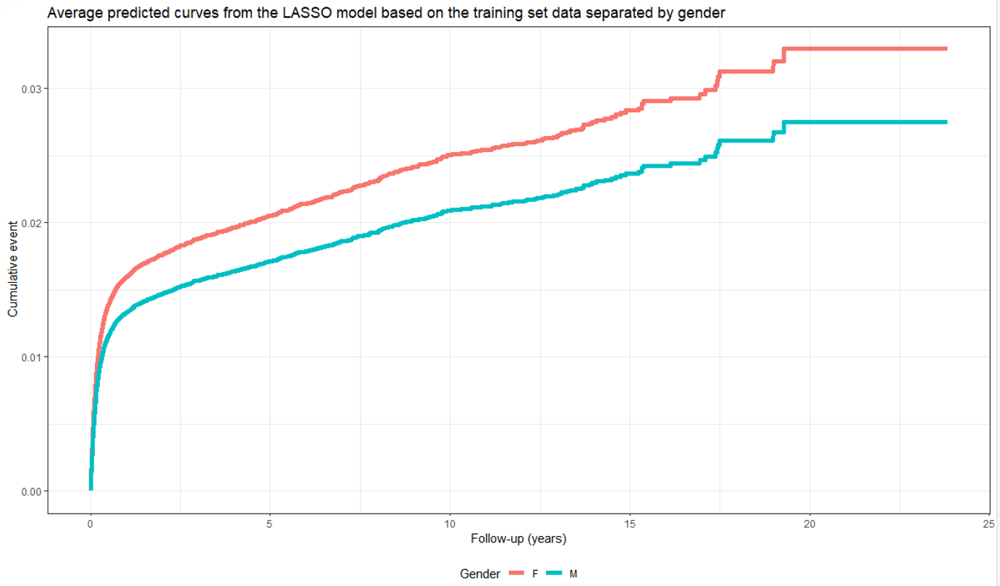 Average predicted curves from the LASSO model based on the training set data separated by gender
0.03
0.02
0.01
0.00
Cumulative event
0 5 10 15 20 25
Follow-up (years)
Gender F M